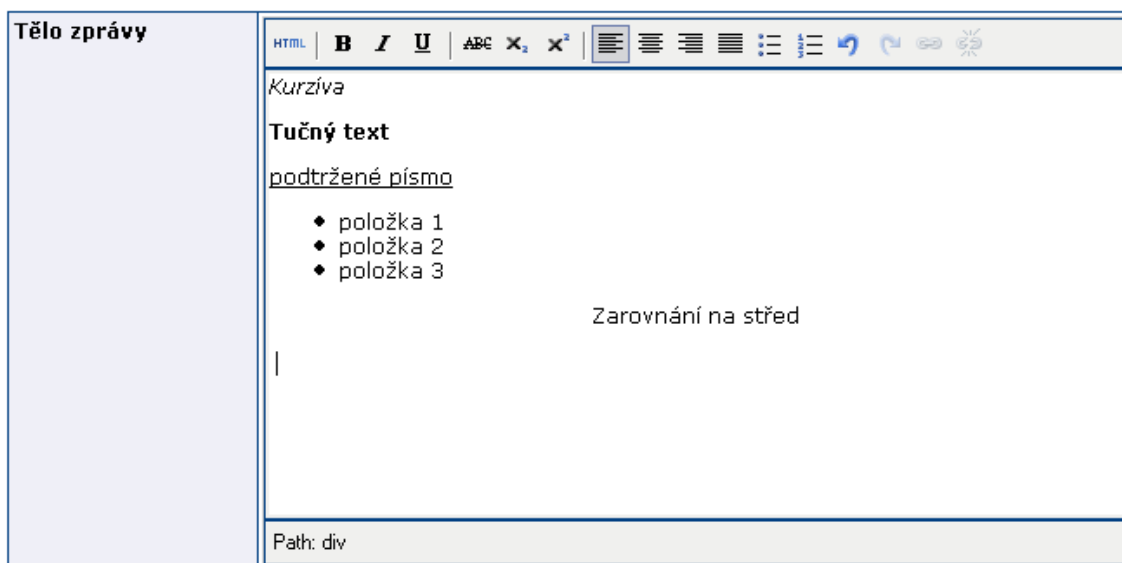 Tělo zprávy
HTML B I U ABC x₂ x²
Kurzíva
Tučný text
podtržené písmo
• položka 1
• položka 2
• položka 3
Zarovnání na střed
Path: div